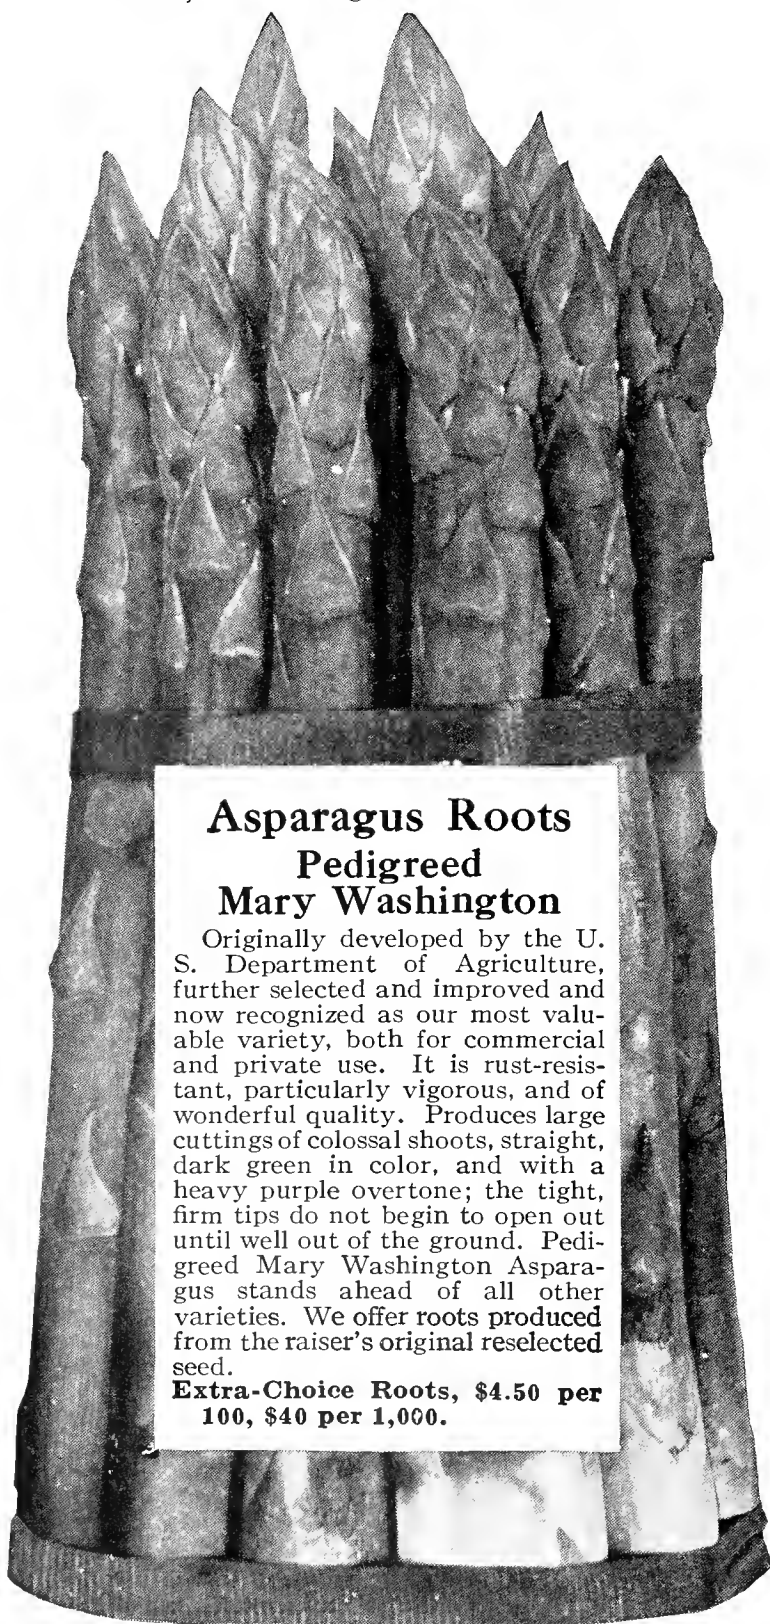 Asparagus Roots
Pedigreed
Mary Washington
Originally developed by the U.
S. Department of Agriculture,
further selected and improved and
now recognized as our most valu-
able variety, both for commercial
and private use. It is rust-resis-
tant, particularly vigorous, and of
wonderful quality. Produces large
cuttings of colossal shoots, straight,
dark green in color, and with a
heavy purple overtone; the tight,
firm tips do not begin to open out
until well out of the ground. Pedi-
greed Mary Washington Aspara-
gus stands ahead of all other
varieties. We offer roots produced
from the raiser's original reselected
seed.
Extra-Choice Roots, $4.50 per
100, $40 per 1,000.